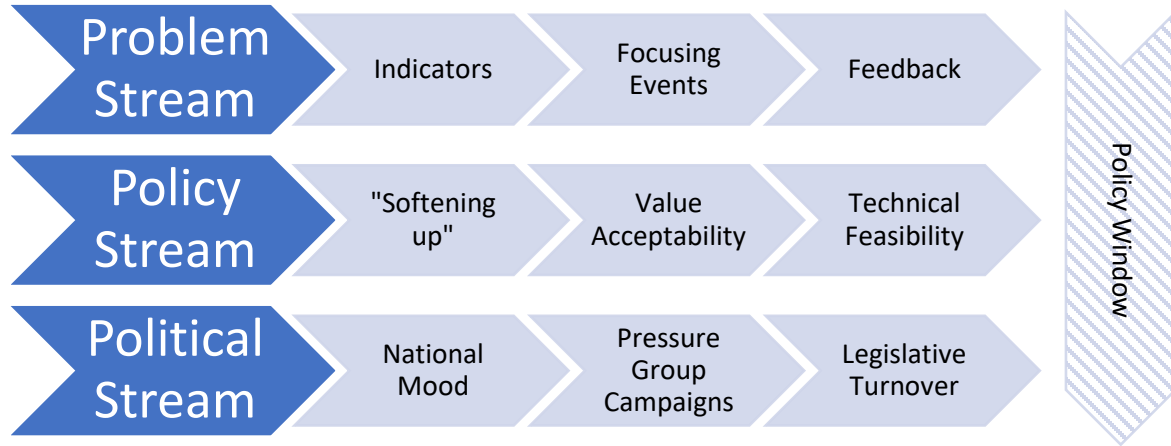 Problem
Stream
Indicators
Focusing
Events
Feedback
Policy
Stream
"Softening
up"
Value
Acceptability
Technical
Feasibility
Political
Stream
National
Mood
Pressure
Group
Campaigns
Legislative
Turnover
Policy Window